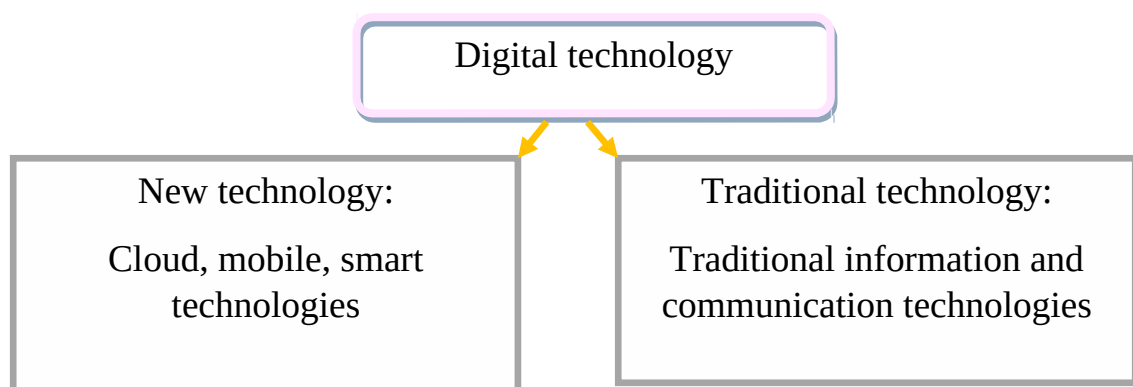 Digital technology
New technology:
Cloud, mobile, smart
technologies
Traditional technology:
Traditional information and
communication technologies